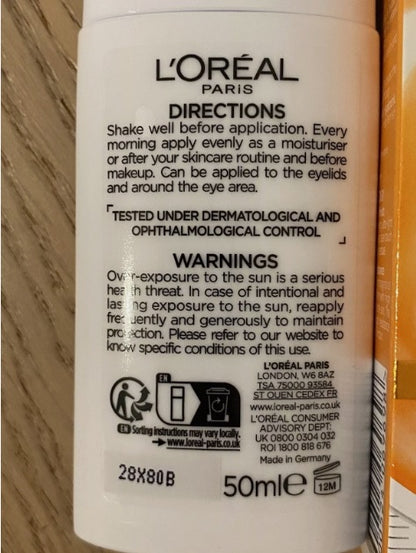 L'ORÉAL
PARIS
DIRECTIONS
Shake well before application. Every
morning apply evenly as a moisturiser
or after your skincare routine and before
makeup. Can be applied to the eyelids
and around the eye area.
TESTED UNDER DERMATOLOGICAL AND
OPHTHALMOLOGICAL CONTROL
WARNINGS
Over-exposure to the sun is a serious
health threat. In case of intentional and
lasting exposure to the sun, reapply
frequently and generously to maintain
protection. Please refer to our website to
know specific conditions of this use.
L'ORÉAL PARIS
LONDON, W6 8AZ
TSA 75000 93584
ST OUEN CEDEX FR
www.loreal-paris.co.uk
L'ORÉAL CONSUMER
ADVISORY DEPT:
UK 0800 0304 032
ROI 1800 818 676
Made in Germany
EN
EN Sorting instructions may vary locally.
www.loreal-paris.co.uk
28X80B
50ml e
12M